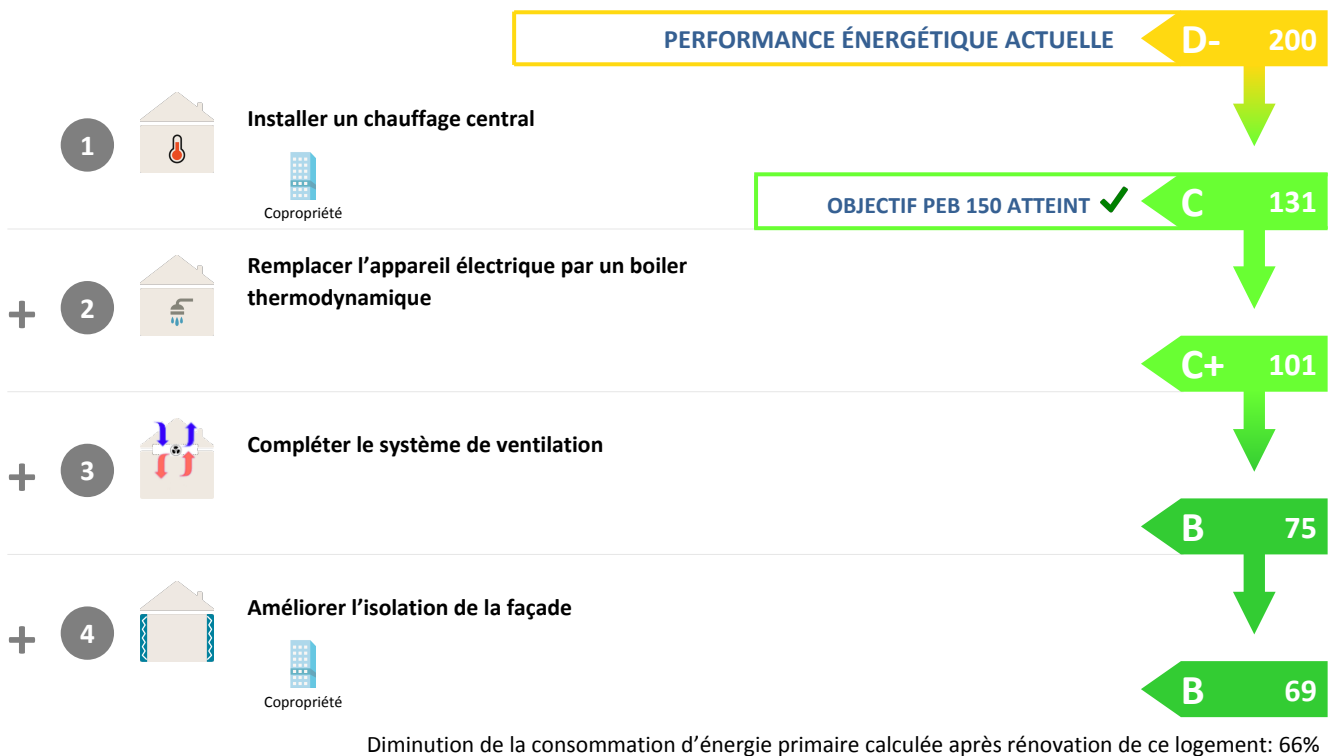 PERFORMANCE ÉNERGÉTIQUE ACTUELLE D- 200
1 Installer un chauffage central
Copropriété
OBJECTIF PEB 150 ATTEINT ✔ C 131
+ 2 Remplacer l’appareil électrique par un boiler
thermodynamique
C+ 101
+ 3 Compléter le système de ventilation
B 75
+ 4 Améliorer l’isolation de la façade
Copropriété
B 69
Diminution de la consommation d’énergie primaire calculée après rénovation de ce logement: 66%